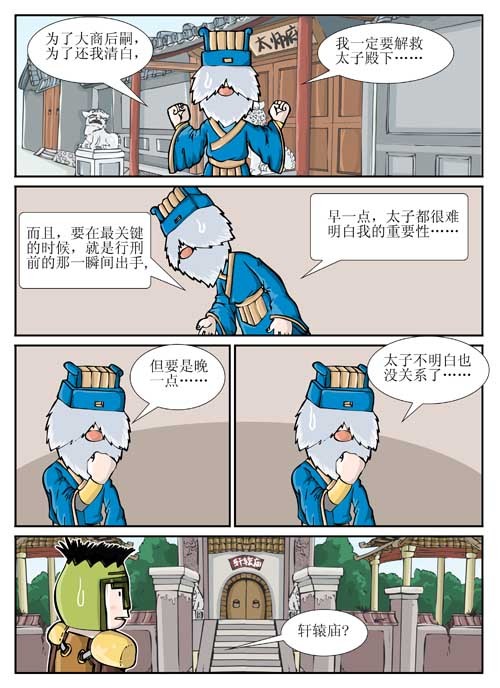 为了大商后嗣，
为了还我清白，
太师府
我一定要解救
太子殿下……
而且，要在最关键
的时候，就是行刑
前的那一瞬间出手，
早一点，太子都很难
明白我的重要性……
但要是晚
一点……
太子不明白也
没关系了……
轩辕庙
轩辕庙?